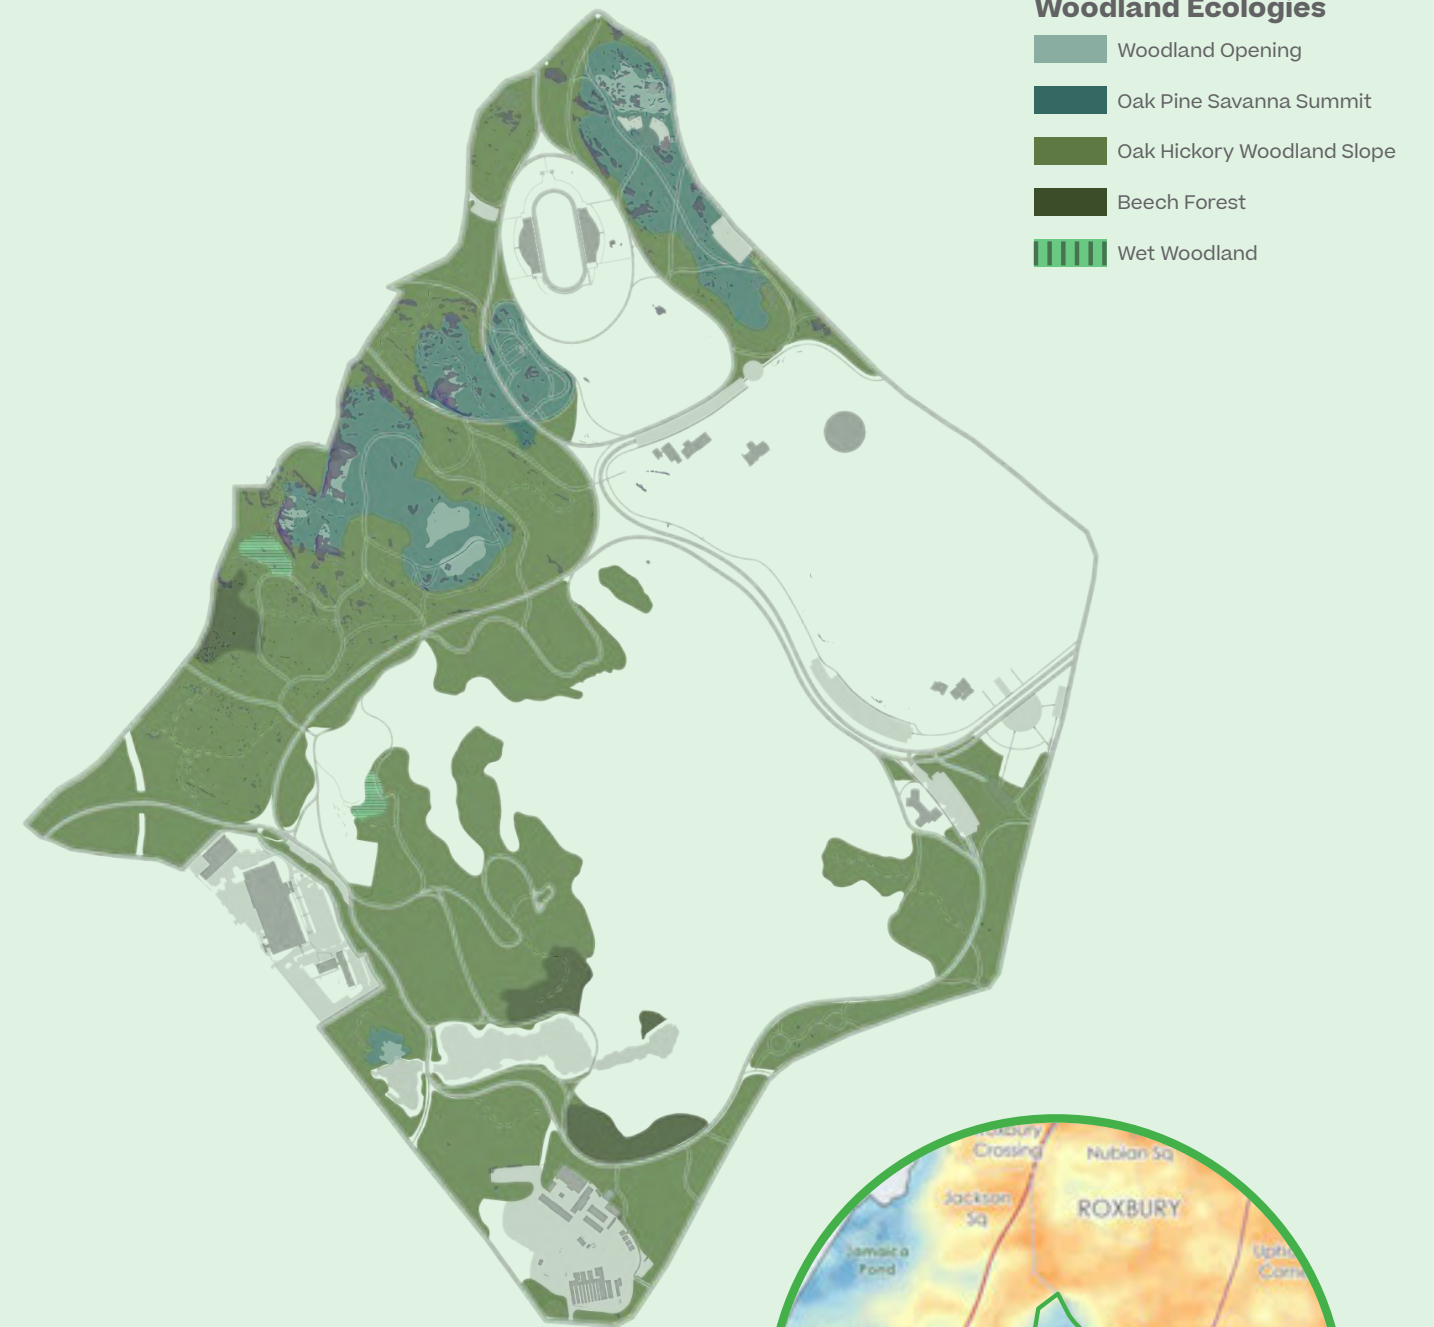 Woodland Ecologies
Woodland Opening
Oak Pine Savanna Summit
Oak Hickory Woodland Slope
Beech Forest
Wet Woodland
Crossing
Nubian Sq
Jackson
Sq
ROXBURY
Jamaica
Pond